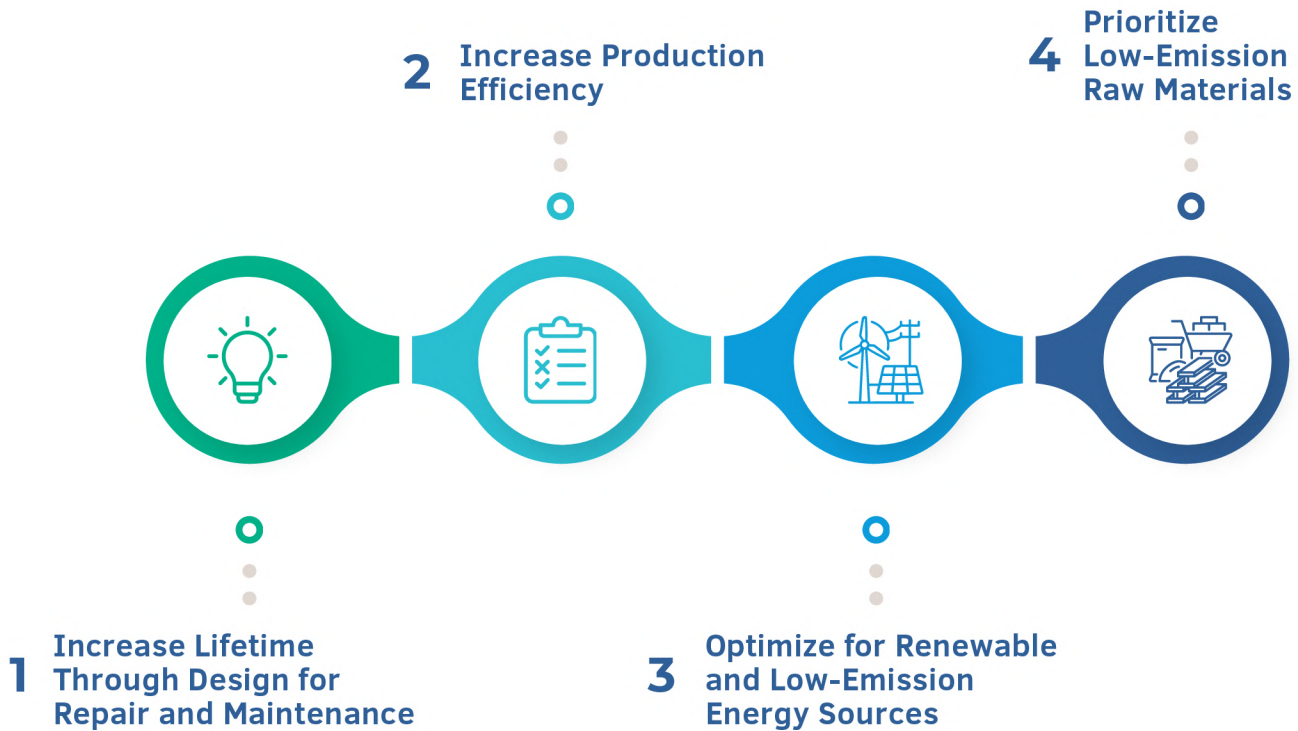 1
Increase Lifetime
Through Design for
Repair and Maintenance
2
Increase Production
Efficiency
3
Optimize for Renewable
and Low-Emission
Energy Sources
4
Prioritize
Low-Emission
Raw Materials